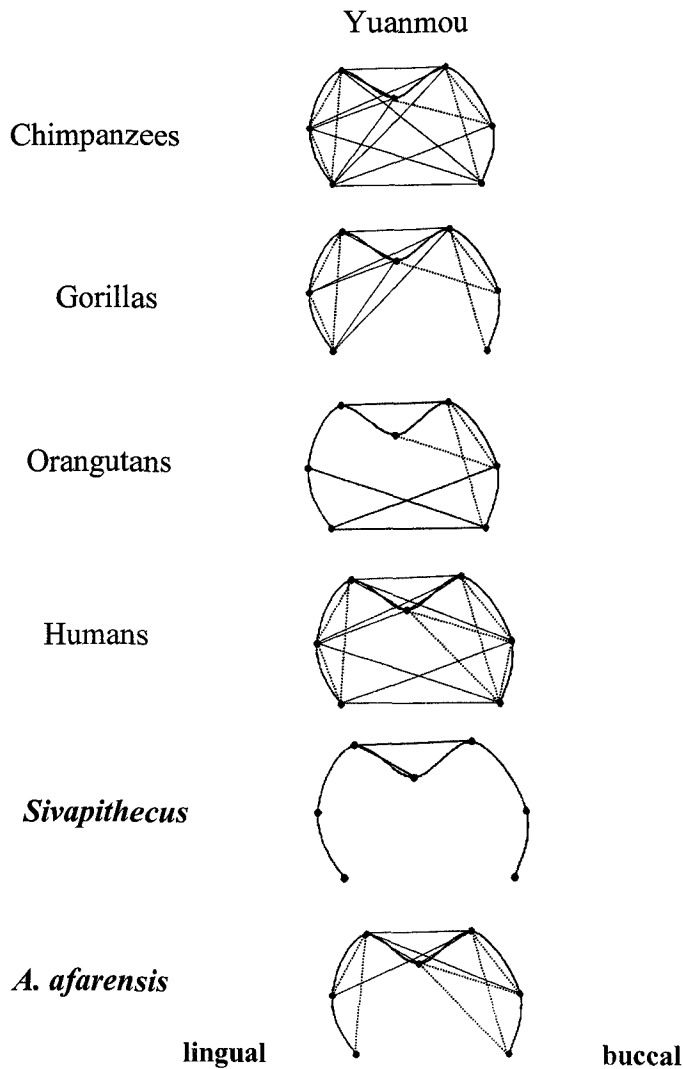 Yuanmou
Chimpanzees
Gorillas
Orangutans
Humans
Sivapithecus
A. afarensis
lingual
buccal